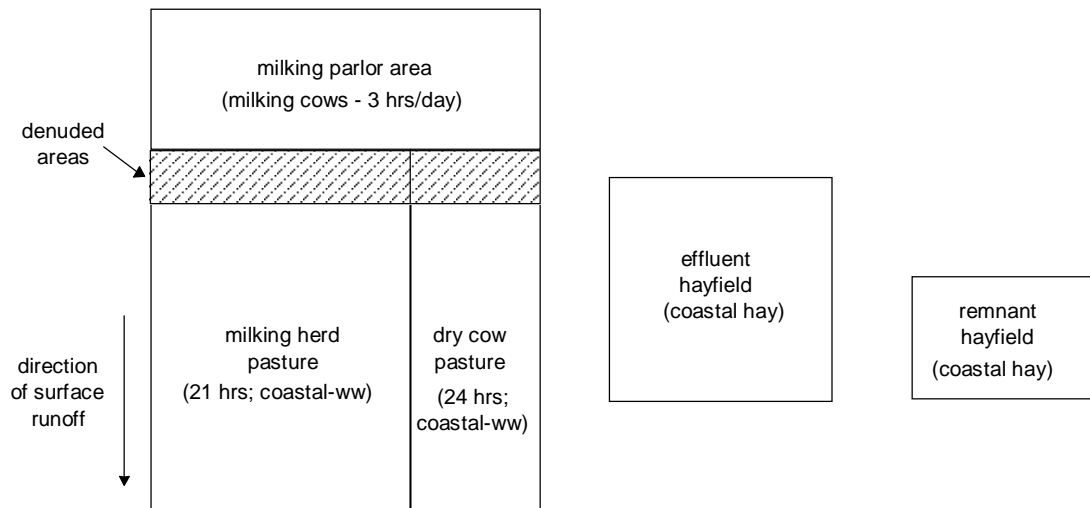 milking parlor area
(milking cows - 3 hrs/day)
denuded
areas
effluent
hayfield
(coastal hay)
remnant
hayfield
(coastal hay)
milking herd
pasture
(21 hrs; coastal-ww)
dry cow
pasture
(24 hrs;
coastal-ww)
direction
of surface
runoff